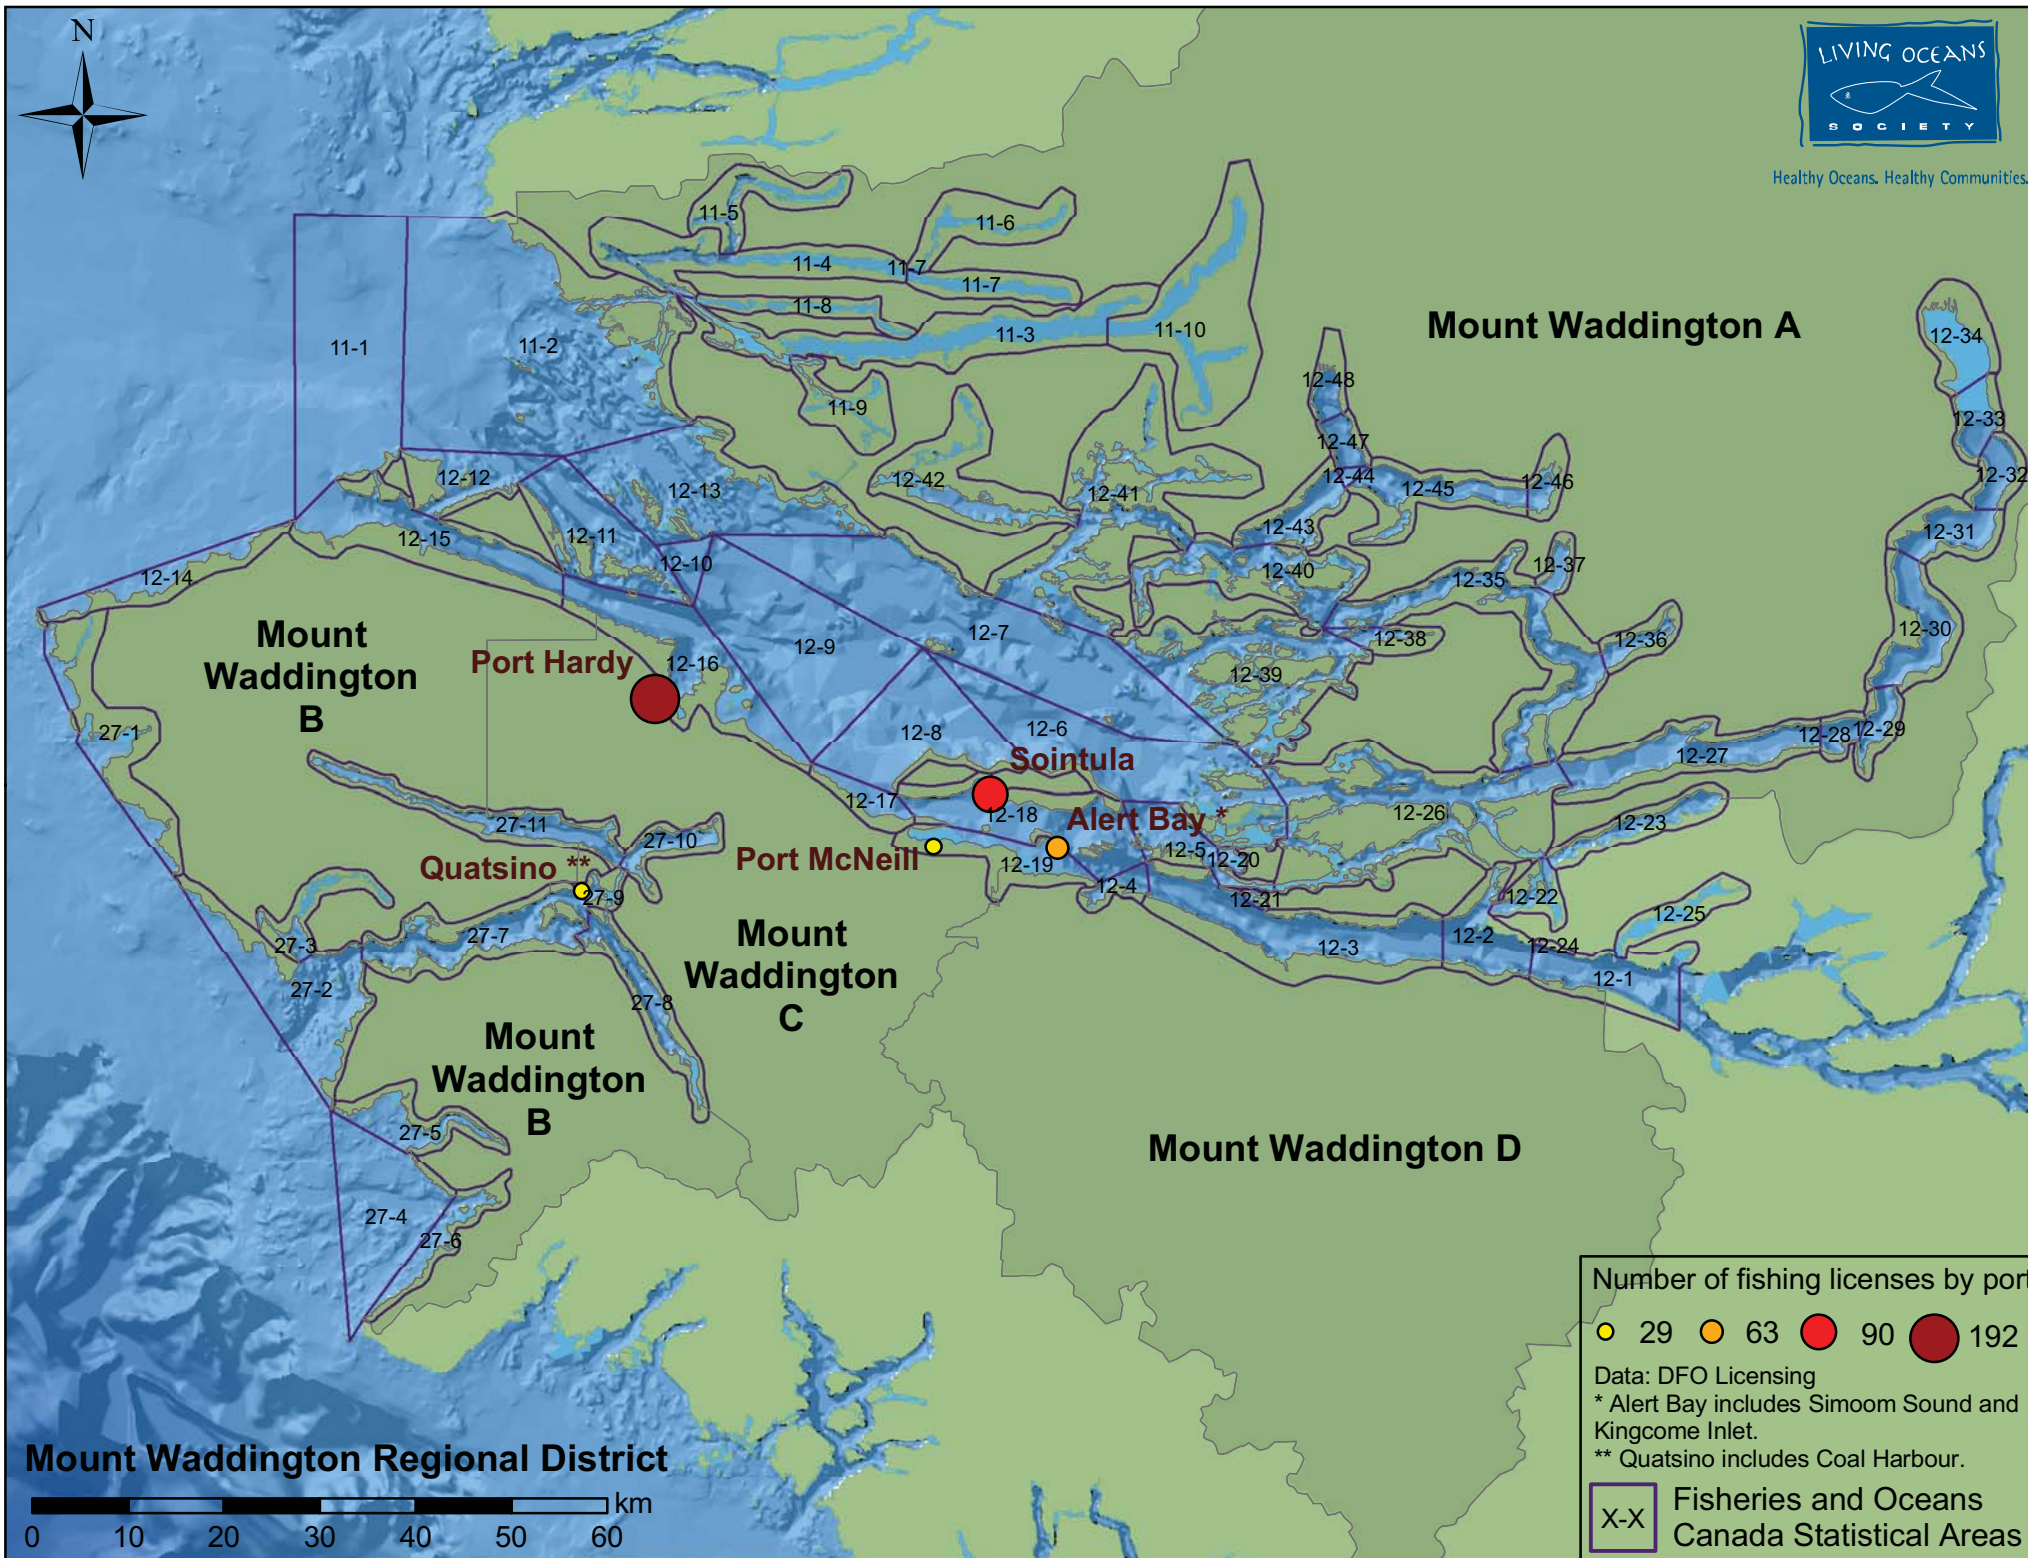 N
LIVING OCEANS
SOCIETY
Healthy Oceans. Healthy Communities.
11-5
11-6
11-4
11-7
11-7
11-8
11-3
11-10
11-1
11-2
11-9
Mount Waddington A
12-34
12-33
12-32
12-31
12-30
12-48
12-47
12-44
12-45
12-46
12-12
12-13
12-42
12-41
12-43
12-15
12-11
12-10
12-40
12-35
12-37
12-14
12-7
12-9
12-38
12-36
Mount
Waddington
B
Port Hardy
12-16
12-39
27-1
12-8
12-6
12-27
12-28
12-29
Sointula
12-17
12-18
Alert Bay *
12-26
12-23
27-11
27-10
Port McNeill
12-19
12-5
12-20
Quatsino **
27-9
12-4
12-21
12-22
12-25
27-3
27-7
27-2
27-8
Mount
Waddington
C
12-3
12-2
12-24
12-1
Mount
Waddington
B
27-5
Mount Waddington D
27-4
27-6
Number of fishing licenses by port
29 63 90 192
Data: DFO Licensing
* Alert Bay includes Simoom Sound and
Kingcome Inlet.
** Quatsino includes Coal Harbour.
X-X
Fisheries and Oceans
Canada Statistical Areas
Mount Waddington Regional District
km
0 10 20 30 40 50 60